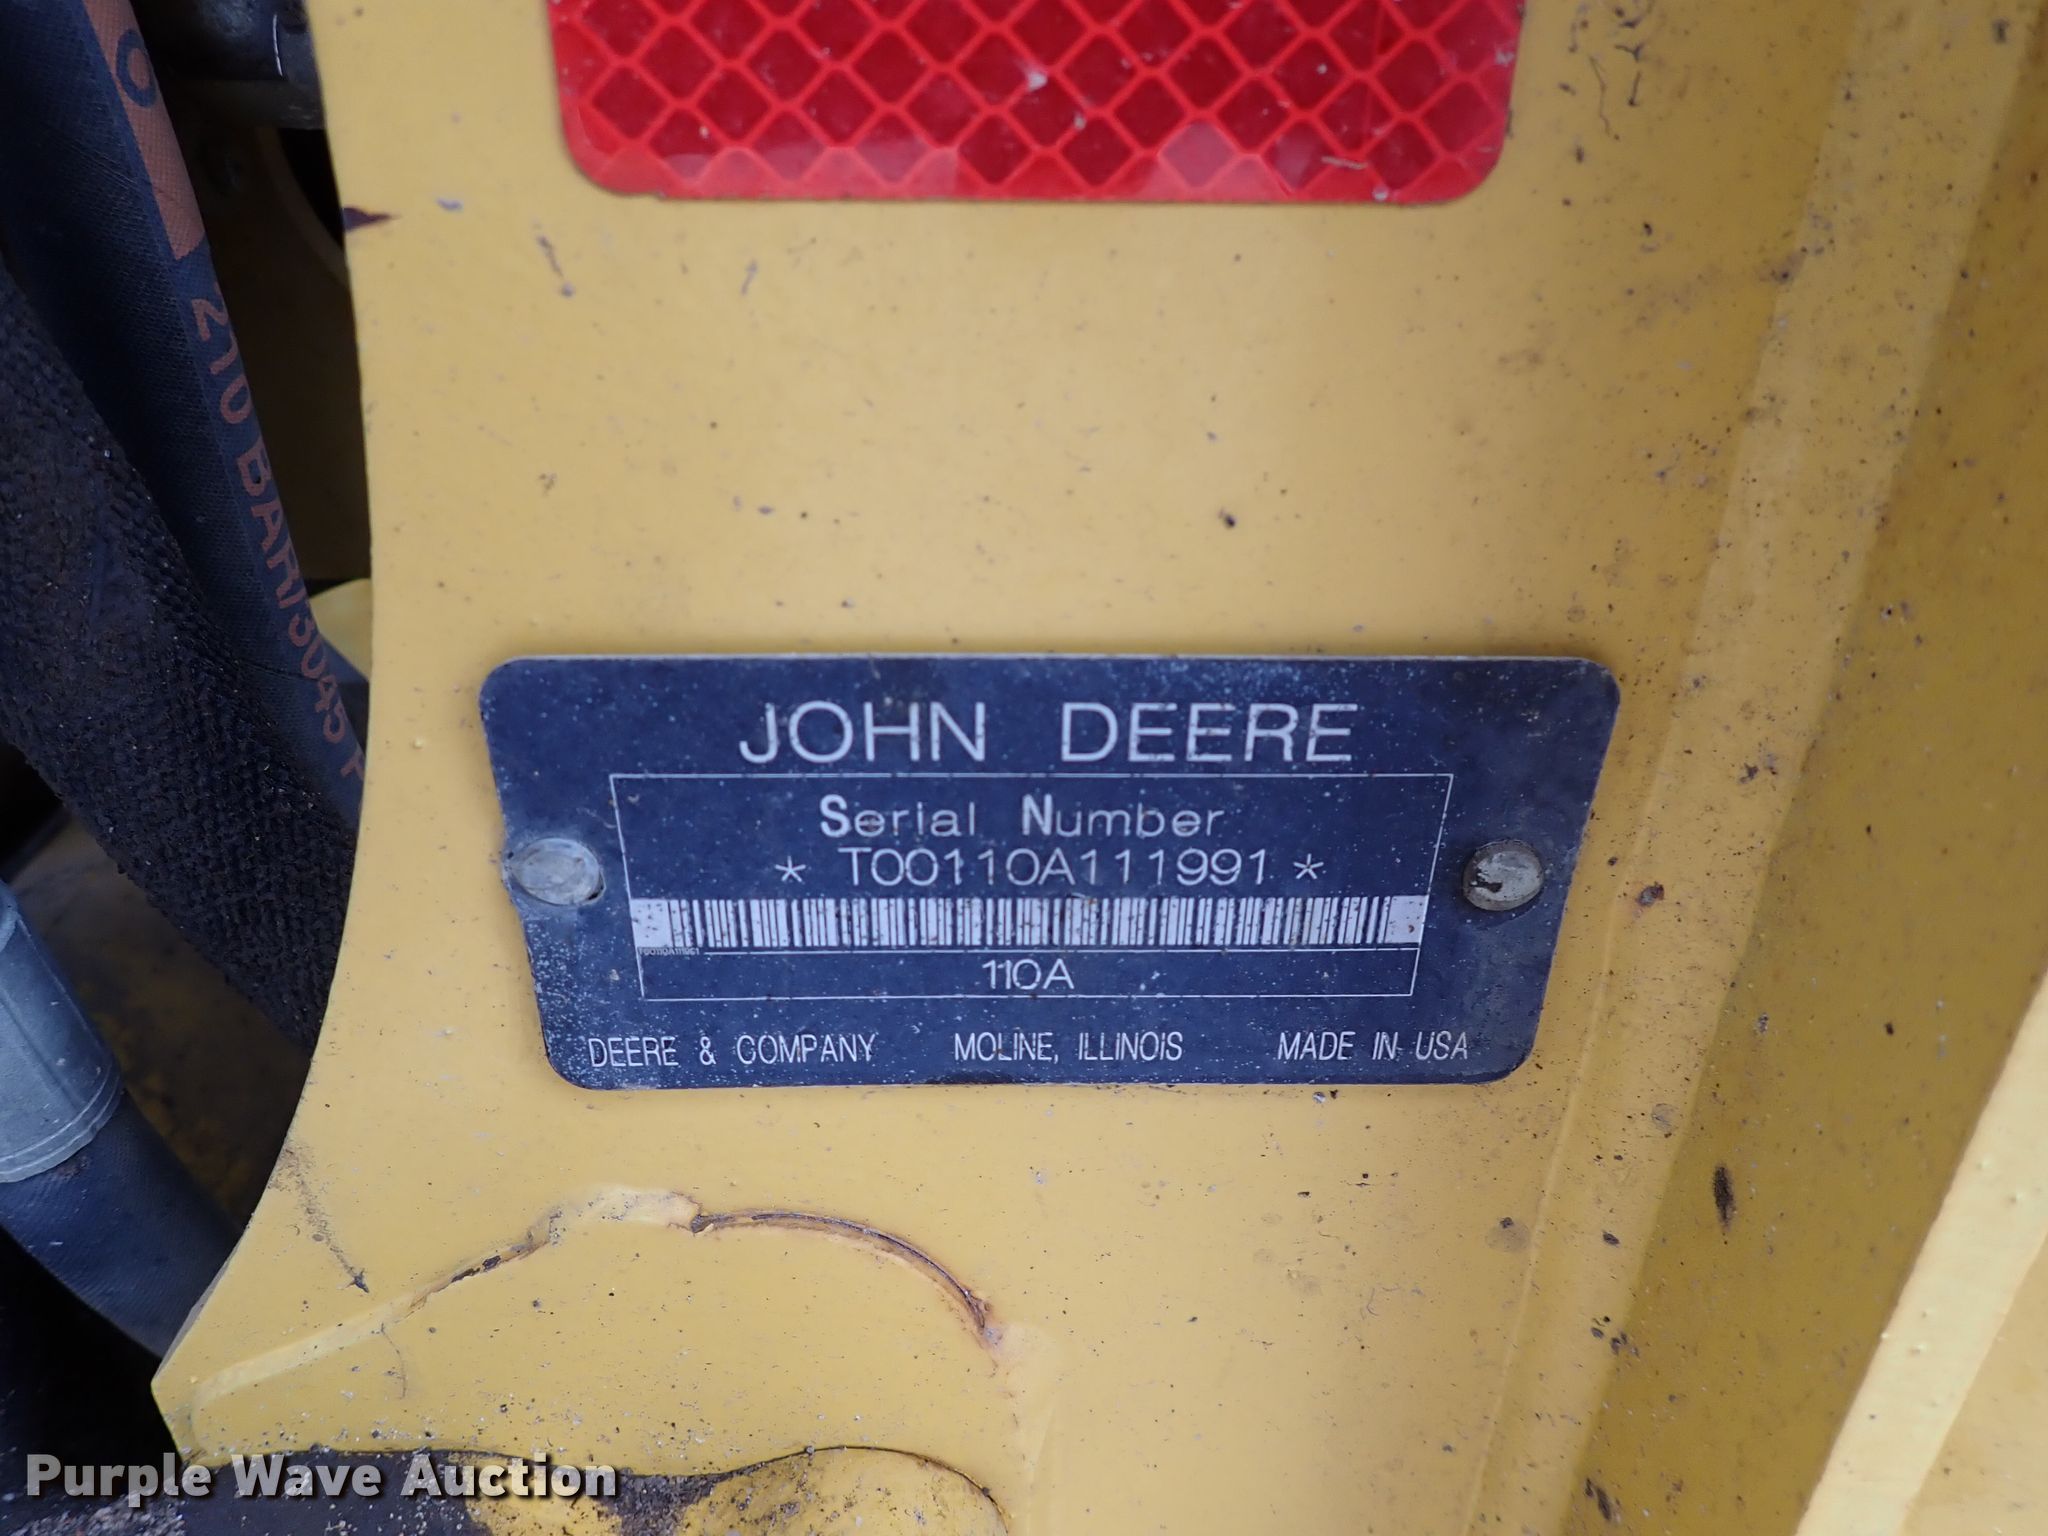 210 BAR/3045 P
JOHN DEERE
Serial Number
* T00110A111991 *
T00110A111991
110A
DEERE & COMPANY MOLINE, ILLINOIS MADE IN USA
Purple Wave Auction